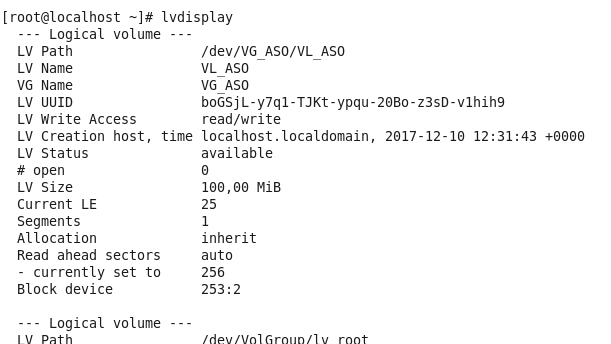 [root@localhost ~]# lvdisplay
--- Logical volume ---
LV Path /dev/VG_ASO/VL_ASO
LV Name VL_ASO
VG Name VG_ASO
LV UUID boGSjL-y7q1-TJKt-ypqu-20Bo-z3sD-v1hih9
LV Write Access read/write
LV Creation host, time localhost.localdomain, 2017-12-10 12:31:43 +0000
LV Status available
# open 0
LV Size 100,00 MiB
Current LE 25
Segments 1
Allocation inherit
Read ahead sectors auto
- currently set to 256
Block device 253:2
--- Logical volume ---
LV Path /dev/VolGroup/lv_root